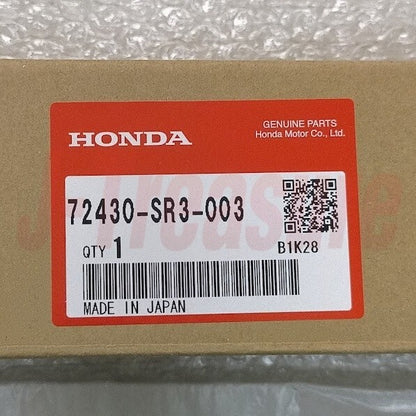 HONDA
GENUINE PARTS
Honda Motor Co., Ltd.
72430-SR3-003
QTY 1
B1K28
MADE IN JAPAN